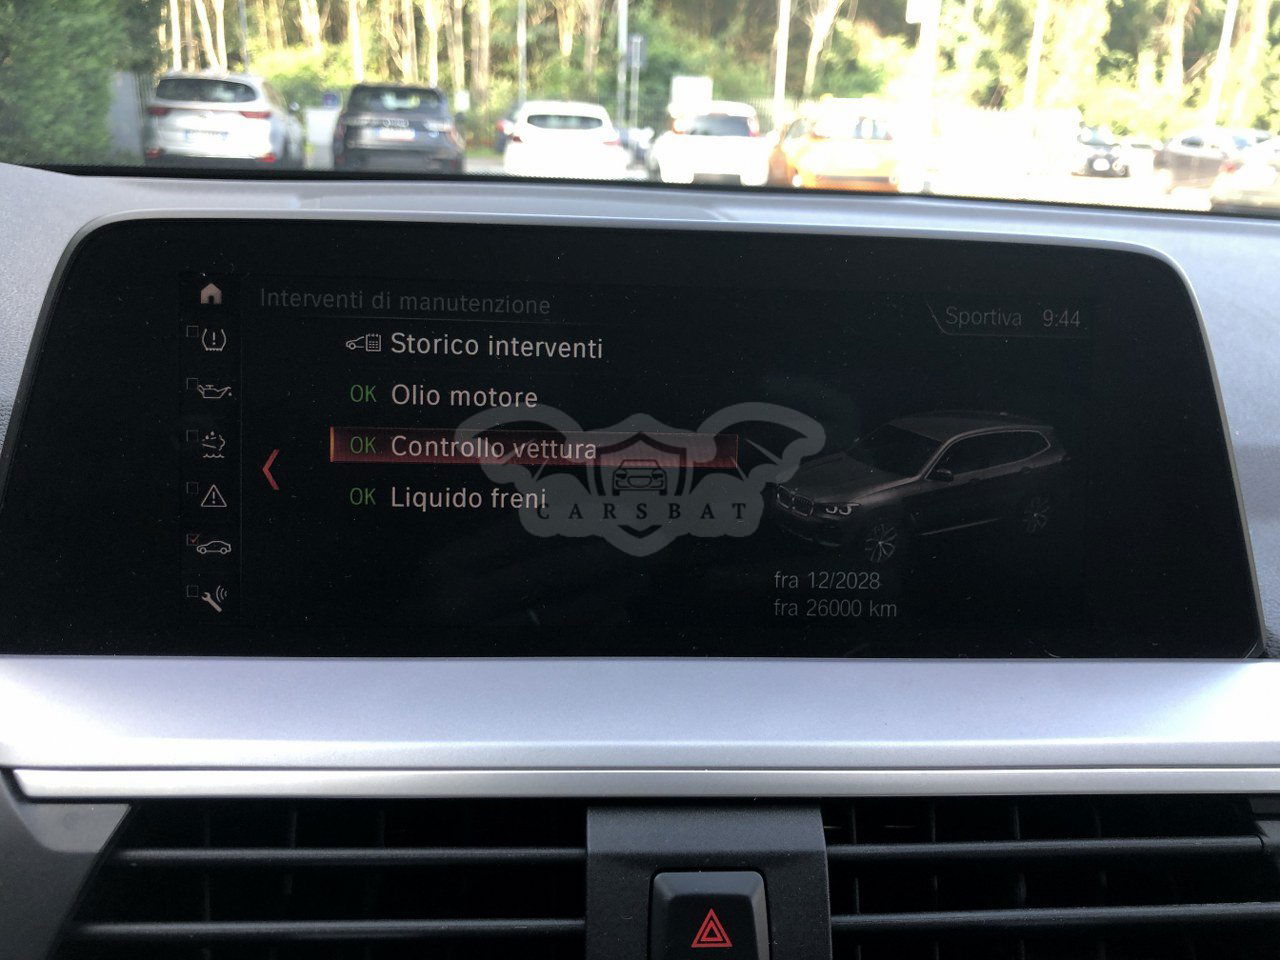 Interventi di manutenzione
Sportiva 9:44
Storico interventi
OK Olio motore
OK Controllo vettura
OK Liquido freni
CARSBAT
fra 12/2028
fra 26000 km